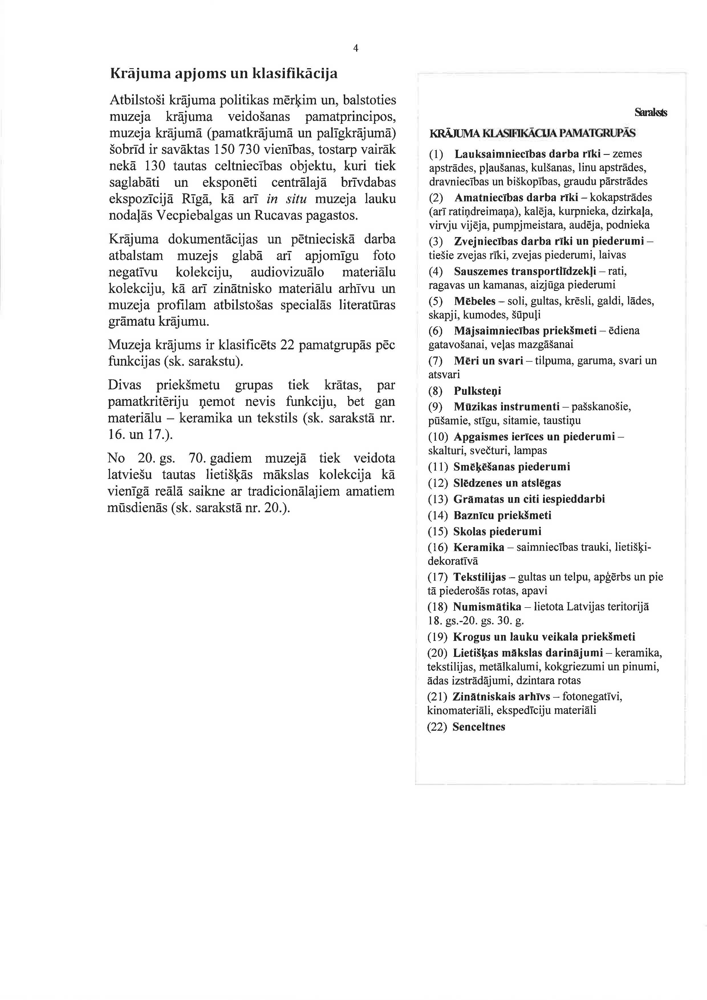 4
Krājuma apjoms un klasifikācija
Atbilstoši krājuma politikas mērķim un, balstoties
muzeja krājuma veidošanas pamatprincipos,
muzeja krājumā (pamatkrājumā un palīgkrājumā)
šobrīd ir savāktas 150 730 vienības, tostarp vairāk
nekā 130 tautas celtniecības objektu, kuri tiek
saglabāti un eksponēti centrālajā brīvdabas
ekspozīcijā Rīgā, kā arī in situ muzeja lauku
nodaļās Vecpiebalgas un Rucavas pagastos.
Krājuma dokumentācijas un pētnieciskā darba
atbalstam muzejs glabā arī apjomīgu foto
negatīvu kolekciju, audiovizuālo materiālu
kolekciju, kā arī zinātnisko materiālu arhīvu un
muzeja profilam atbilstošas specialās literatūras
grāmatu krājumu.
Muzeja krājums ir klasificēts 22 pamatgrupās pēc
funkcijas (sk. sarakstu).
Divas priekšmetu grupas tiek krātas, par
pamatkritēriju ņemot nevis funkciju, bet gan
materiālu – keramika un tekstils (sk. sarakstā nr.
16. un 17.).
No 20. gs. 70. gadiem muzejā tiek veidota
latviešu tautas lietišķās mākslas kolekcija kā
vienīgā reālā saikne ar tradicionālajiem amatiem
mūsdienās (sk. sarakstā nr. 20.).
Saraksts
KRĀJUMA KLASIFIKĀCIJA PAMATGRUPĀS
(1) Lauksaimniecības darba rīki – zemes
apstrādes, pļaušanas, kulšanas, linu apstrādes,
dravniecības un biškopības, graudu pārstrādes
(2) Amatniecības darba rīki – kokapstrādes
(arī ratiņdreimaņa), kalēja, kurpnieka, dzirkaļa,
virvju vijēja, pumpjmeistara, audēja, podnieka
(3) Zvejniecības darba rīki un piederumi –
tiešie zvejas rīki, zvejas piederumi, laivas
(4) Sauszemes transportlīdzekļi – rati,
ragavas un kamanas, aizjūga piederumi
(5) Mēbeles – soli, gultas, krēsli, galdi, lādes,
skapji, kumodes, šūpuļi
(6) Mājsaimniecības priekšmeti – ēdiena
gatavošanai, veļas mazgāšanai
(7) Mēri un svari – tilpuma, garuma, svari un
atsvari
(8) Pulksteņi
(9) Mūzikas instrumenti – pašskanošie,
pūšamie, stīgu, sitamie, taustiņu
(10) Apgaismes ierīces un piederumi –
skalturi, svečturi, lampas
(11) Smēķēšanas piederumi
(12) Slēdzenes un atslēgas
(13) Grāmatas un citi iespieddarbi
(14) Baznīcu priekšmeti
(15) Skolas piederumi
(16) Keramika – saimniecības trauki, lietišķi-
dekoratīvā
(17) Tekstilijas – gultas un telpu, apģērbs un pie
tā piederošās rotas, apavi
(18) Numismātika – lietota Latvijas teritorijā
18. gs.-20. gs. 30. g.
(19) Krogus un lauku veikala priekšmeti
(20) Lietišķas mākslas darinājumi – keramika,
tekstilijas, metālkalumi, kokgriezumi un pinumi,
ādas izstrādājumi, dzintara rotas
(21) Zinātniskais arhīvs – fotonegatīvi,
kinomateriāli, ekspedīciju materiāli
(22) Senceltnes